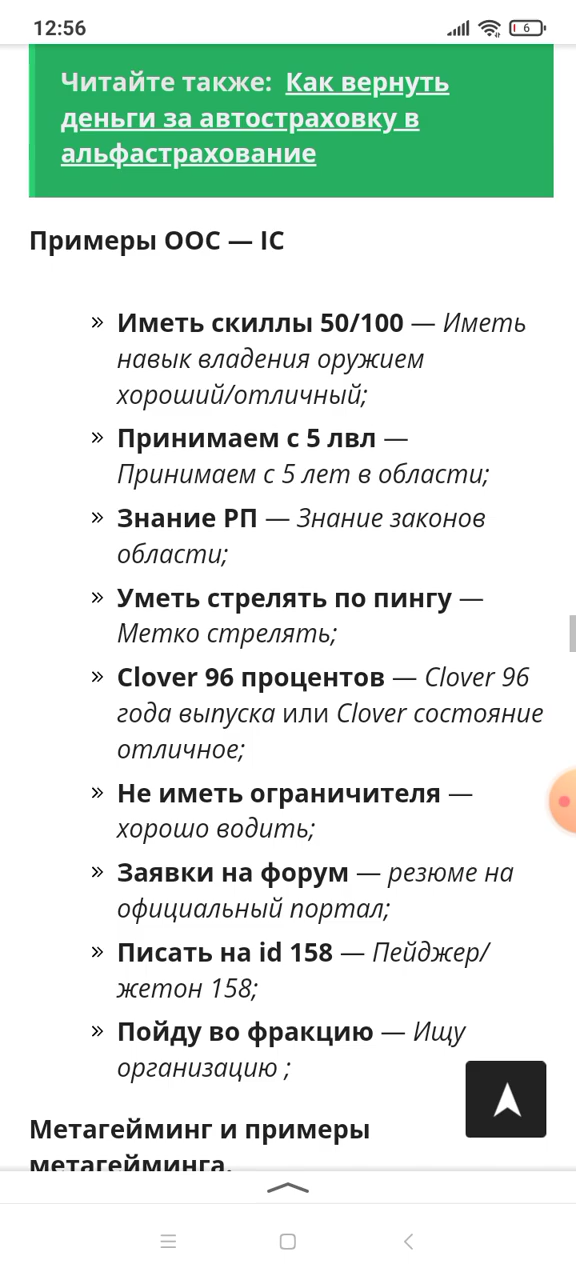 12:56
6
Читайте также: Как вернуть
деньги за автостраховку в
альфастрахование
Примеры ООС — IC
» Иметь скиллы 50/100 — Иметь
навык владения оружием
хороший/отличный;
» Принимаем с 5 лвл —
Принимаем с 5 лет в области;
» Знание РП — Знание законов
области;
» Уметь стрелять по пингу —
Метко стрелять;
» Clover 96 процентов — Clover 96
года выпуска или Clover состояние
отличное;
» Не иметь ограничителя —
хорошо водить;
» Заявки на форум — резюме на
официальный портал;
» Писать на id 158 — Пейджер/
жетон 158;
» Пойду во фракцию — Ищу
организацию ;
Метагейминг и примеры
метагейминга.